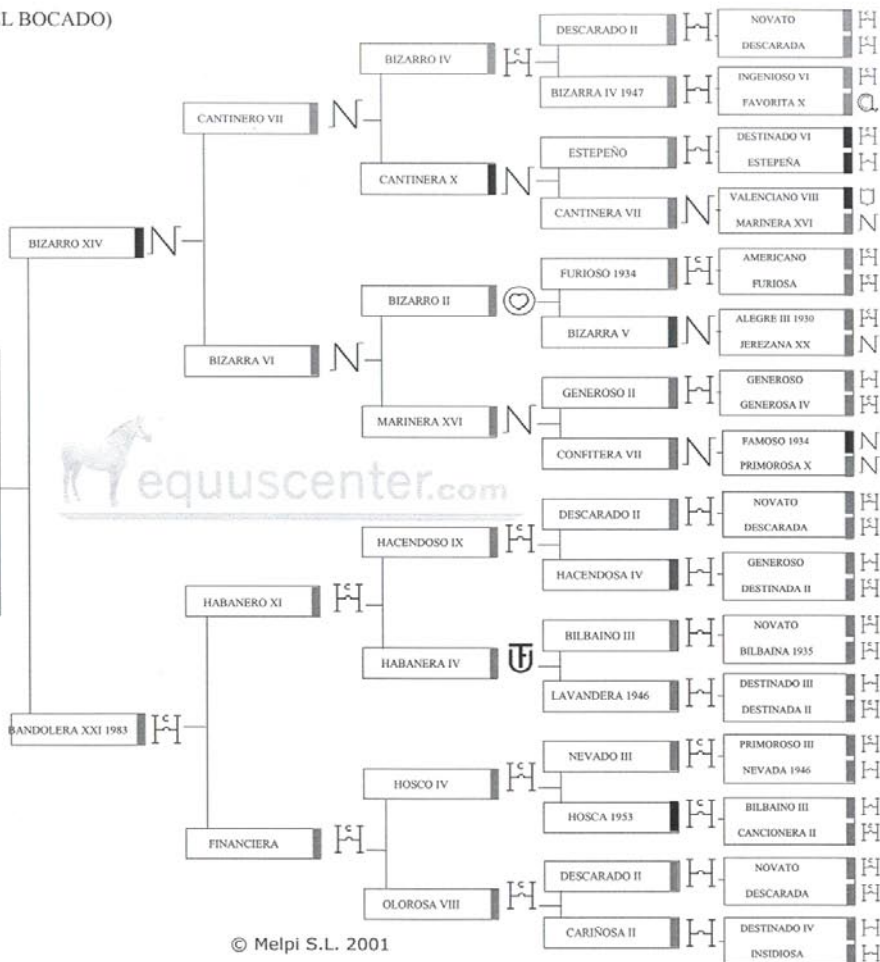 L BOCADO)
BIZARRO XIV
BANDOLERA XXI 1983
CANTINERO VII
BIZARRA VI
HABANERO XI
FINANCIERA
BIZARRO IV
CANTINERA X
BIZARRO II
MARINERA XVI
HACENDOSO IX
HABANERA IV
HOSCO IV
OLOROSA VIII
DESCARADO II
BIZARRA IV 1947
ESTEPEÑO
CANTINERA VII
FURIOSO 1934
BIZARRA V
GENEROSO II
CONFITERA VII
DESCARADO II
HACENDOSA IV
BILBAINO III
LAVANDERA 1946
NEVADO III
HOSCA 1953
DESCARADO II
CARIÑOSA II
NOVATO
DESCARADA
INGENIOSO VI
FAVORITA X
DESTINADO VI
ESTEPEÑA
VALENCIANO VIII
MARINERA XVI
AMERICANO
FURIOSA
ALEGRE III 1930
JEREZANA XX
GENEROSO
GENEROSA IV
FAMOSO 1934
PRIMOROSA X
NOVATO
DESCARADA
GENEROSO
DESTINADA II
NOVATO
BILBAINA 1935
DESTINADO III
DESTINADA II
PRIMOROSO III
NEVADA 1946
BILBAINO III
CANCIONERA II
NOVATO
DESCARADA
DESTINADO IV
INSIDIOSA
equuscenter.com
© Melpi S.L. 2001